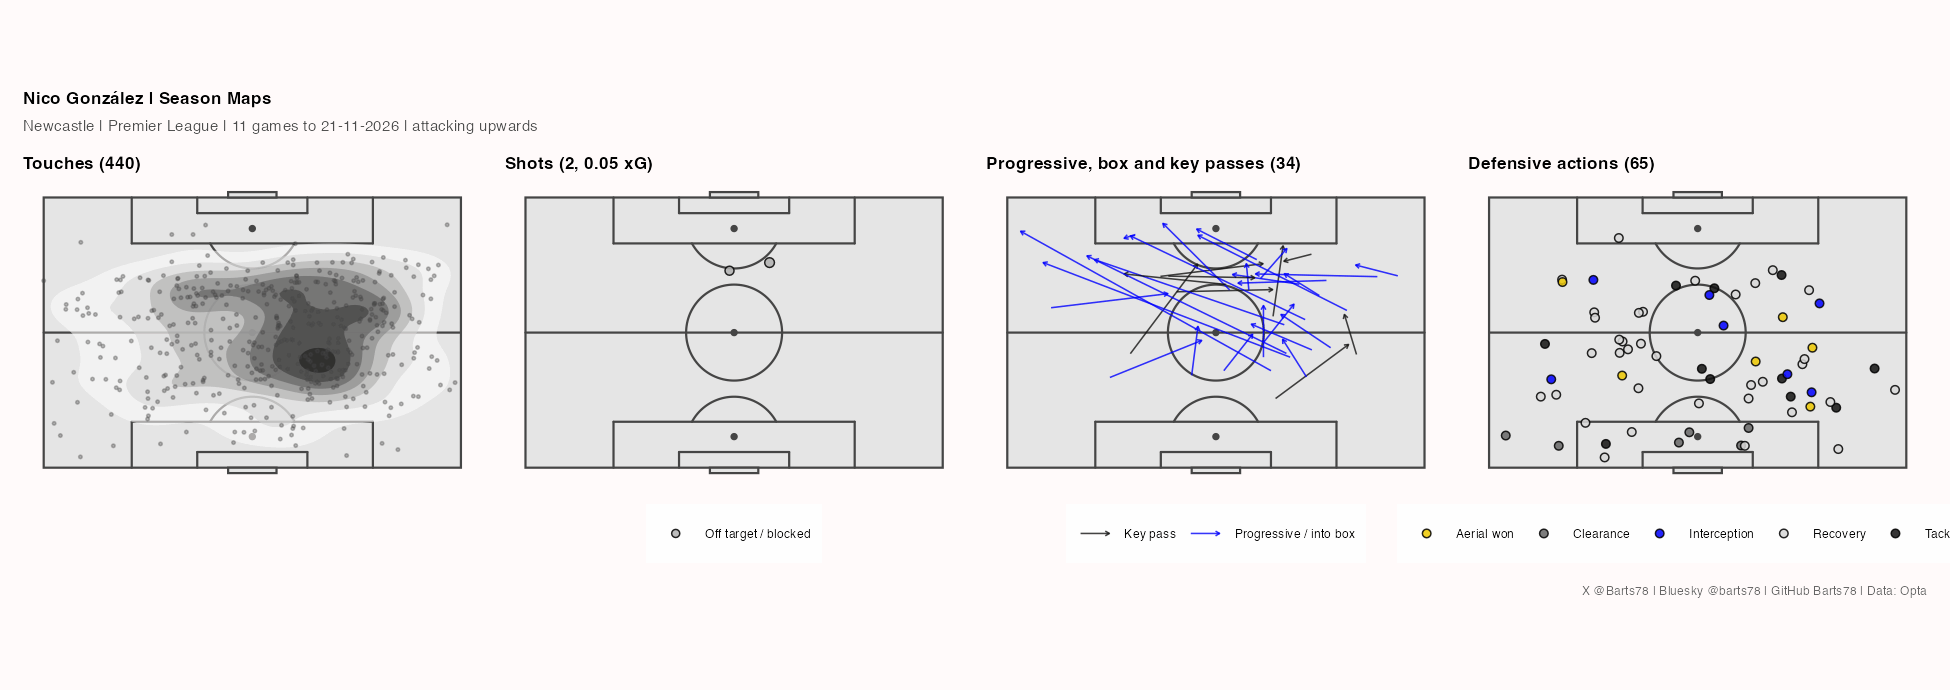 Nico González | Season Maps
Newcastle | Premier League | 11 games to 21-11-2026 | attacking upwards
Touches (440)
Shots (2, 0.05 xG)
Progressive, box and key passes (34)
Defensive actions (65)
Off target / blocked
Key pass
Progressive / into box
Aerial won
Clearance
Interception
Recovery
Tack
X @Barts78 | Bluesky @barts78 | GitHub Barts78 | Data: Opta